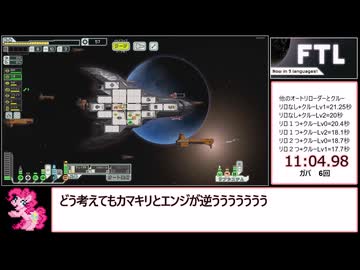 57
FTL
Now in 9 languages!
他のオートリローダーとクルー
リロなし+クルーLv1=21.25秒
リロなし+クルーLv2=20秒
リロ１つ+クルーLv0=20.4秒
リロ１つ+クルーLv2=18.1秒
リロ２つ+クルーLv0=18.7秒
リロ２つ+クルーLv1=17.7秒
11:04.98
ガバ　6回
どう考えてもカマキリとエンジが逆ううううううう